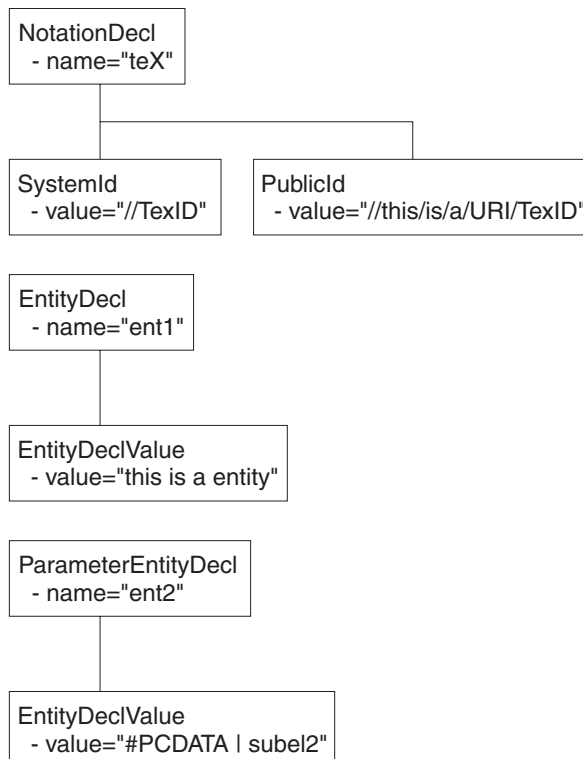 NotationDecl
- name="teX"
SystemId
- value="//TexID"
PublicId
- value="//this/is/a/URI/TexID"
EntityDecl
- name="ent1"
EntityDeclValue
- value="this is a entity"
ParameterEntityDecl
- name="ent2"
EntityDeclValue
- value="#PCDATA | subel2"